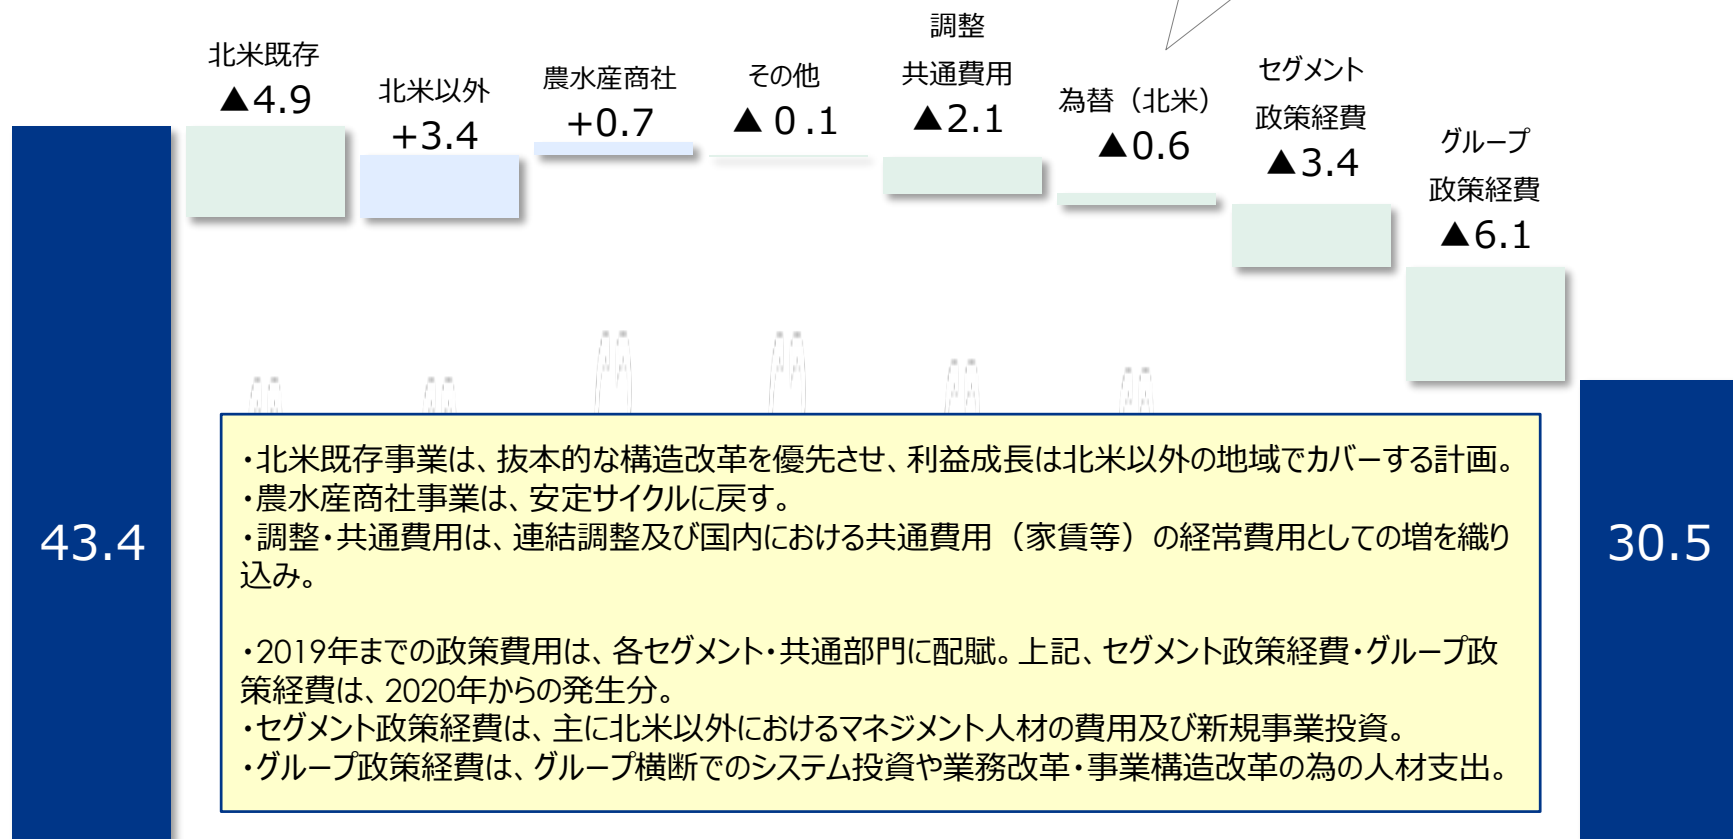 北米既存
▲4.9
北米以外
+3.4
農水産商社
+0.7
その他
▲０.1
調整
共通費用
▲2.1
為替（北米）
▲0.6
セグメント
政策経費
▲3.4
グループ
政策経費
▲6.1
43.4
・北米既存事業は、抜本的な構造改革を優先させ、利益成長は北米以外の地域でカバーする計画。
・農水産商社事業は、安定サイクルに戻す。
・調整・共通費用は、連結調整及び国内における共通費用（家賃等）の経常費用としての増を織り
込み。
・2019年までの政策費用は、各セグメント・共通部門に配賦。上記、セグメント政策経費・グループ政
策経費は、2020年からの発生分。
・セグメント政策経費は、主に北米以外におけるマネジメント人材の費用及び新規事業投資。
・グループ政策経費は、グループ横断でのシステム投資や業務改革・事業構造改革の為の人材支出。
30.5